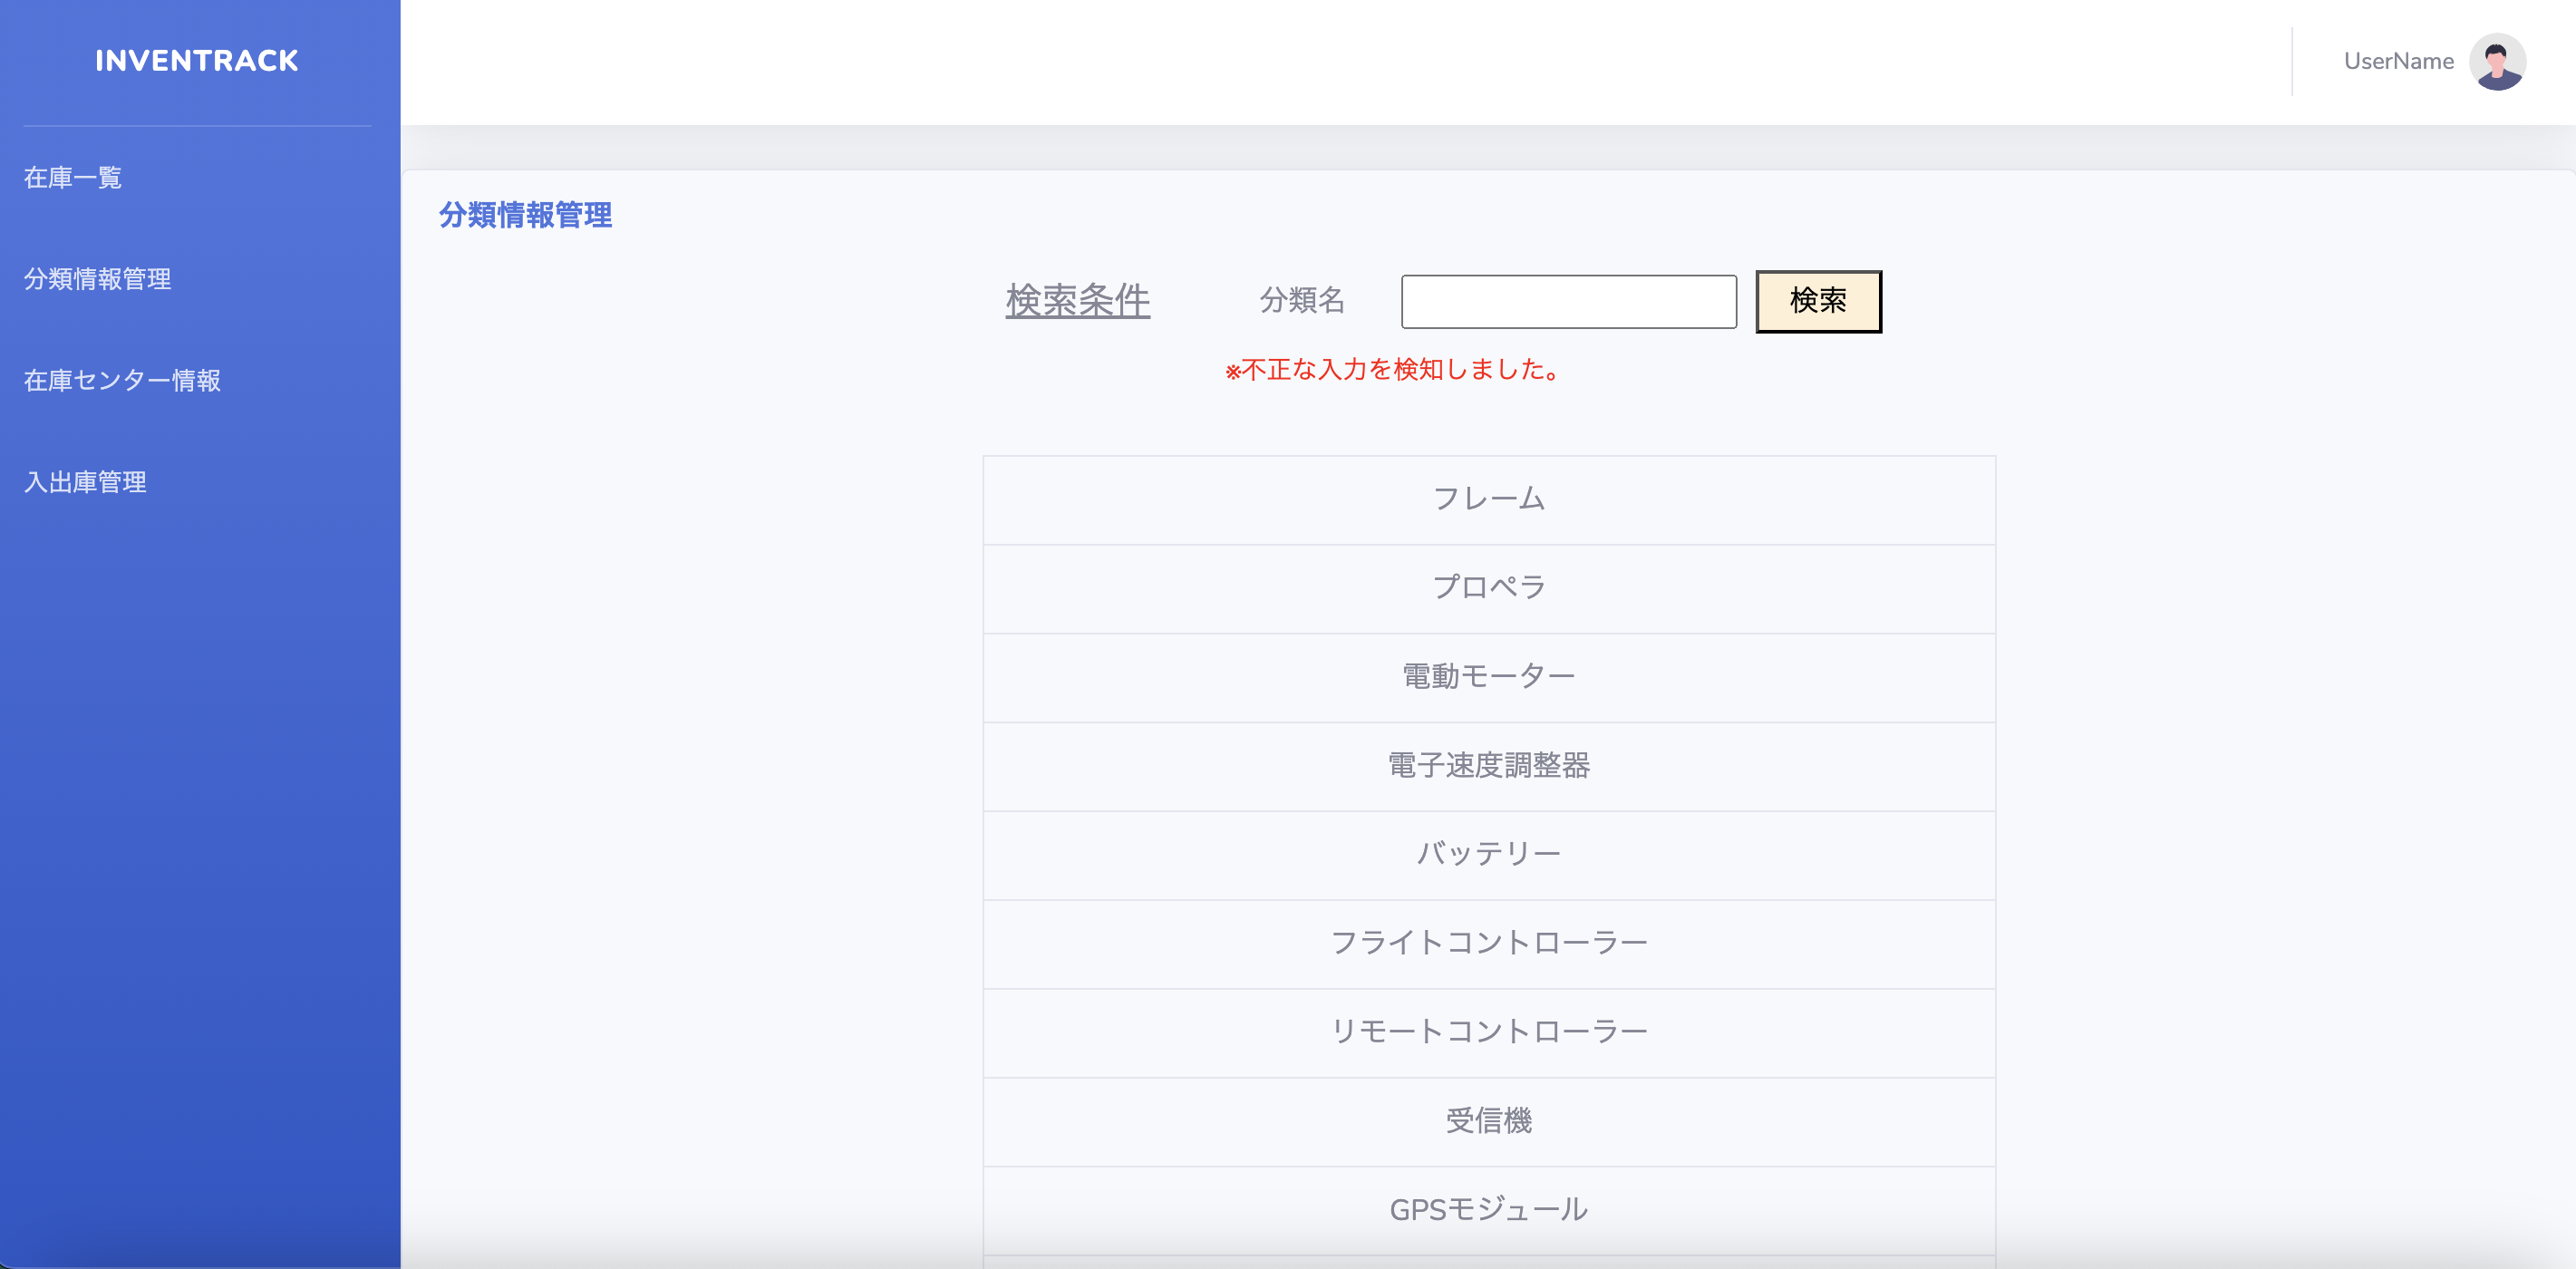 INVENTRACK
UserName
在庫一覧
分類情報管理
在庫センター情報
入出庫管理
分類情報管理
検索条件 分類名 検索
※不正な入力を検知しました。
フレーム
プロペラ
電動モーター
電子速度調整器
バッテリー
フライトコントローラー
リモートコントローラー
受信機
GPSモジュール